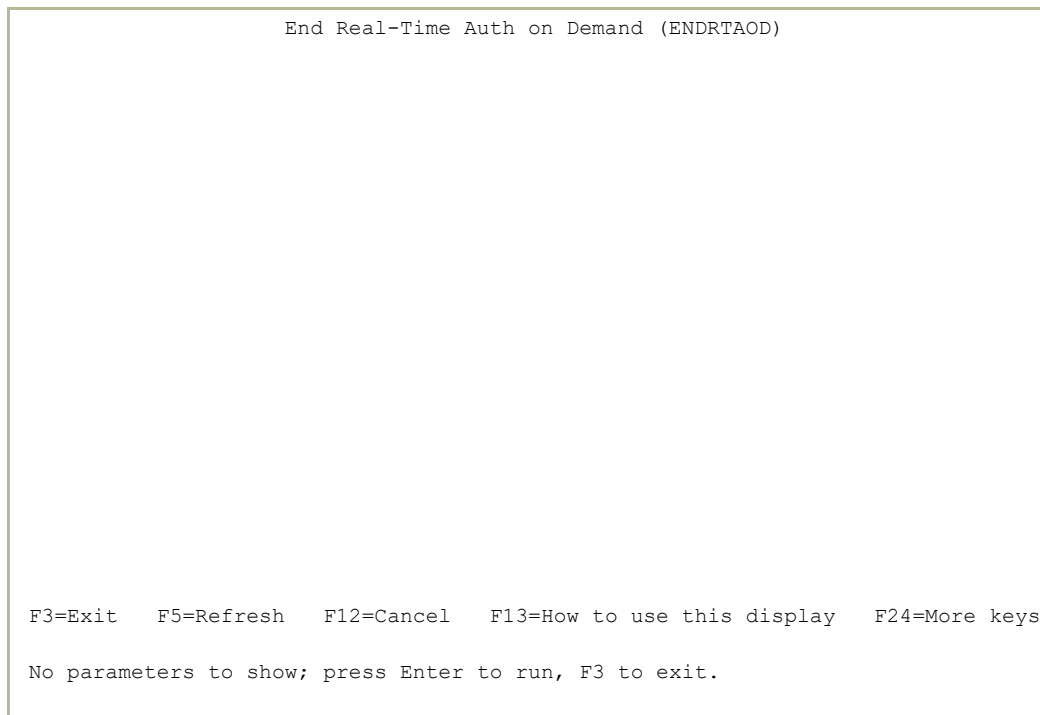 End Real-Time Auth on Demand (ENDRTAOD)
F3=Exit   F5=Refresh   F12=Cancel   F13=How to use this display   F24=More keys
No parameters to show; press Enter to run, F3 to exit.